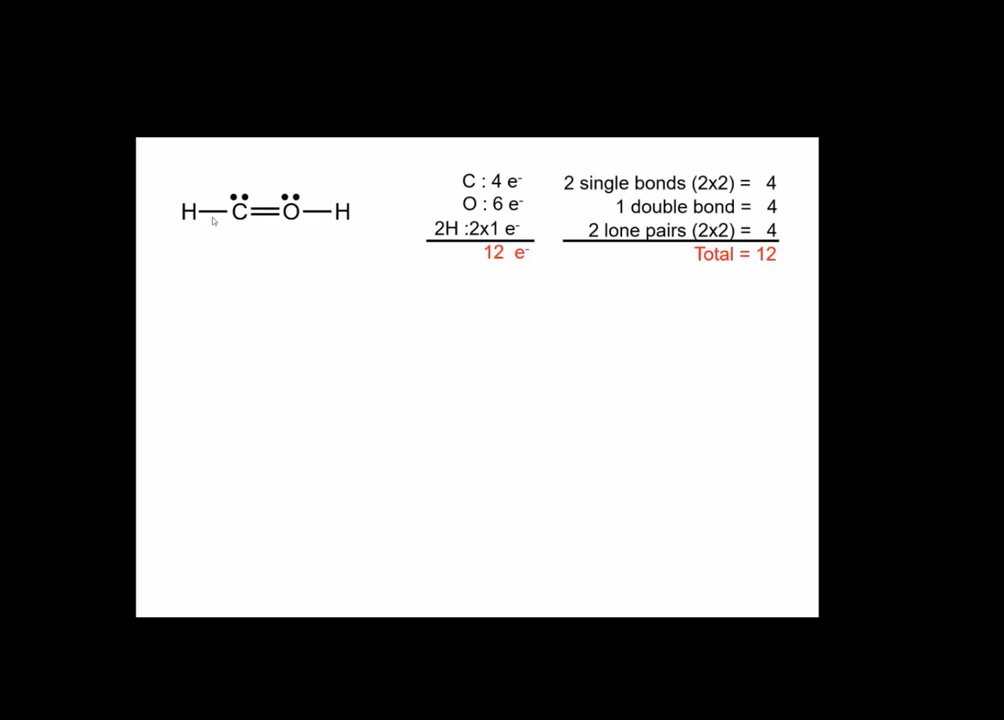 H—C=O—H
C : 4 e⁻
O : 6 e⁻
2H :2x1 e⁻
12 e⁻
2 single bonds (2x2) = 4
1 double bond = 4
2 lone pairs (2x2) = 4
Total = 12